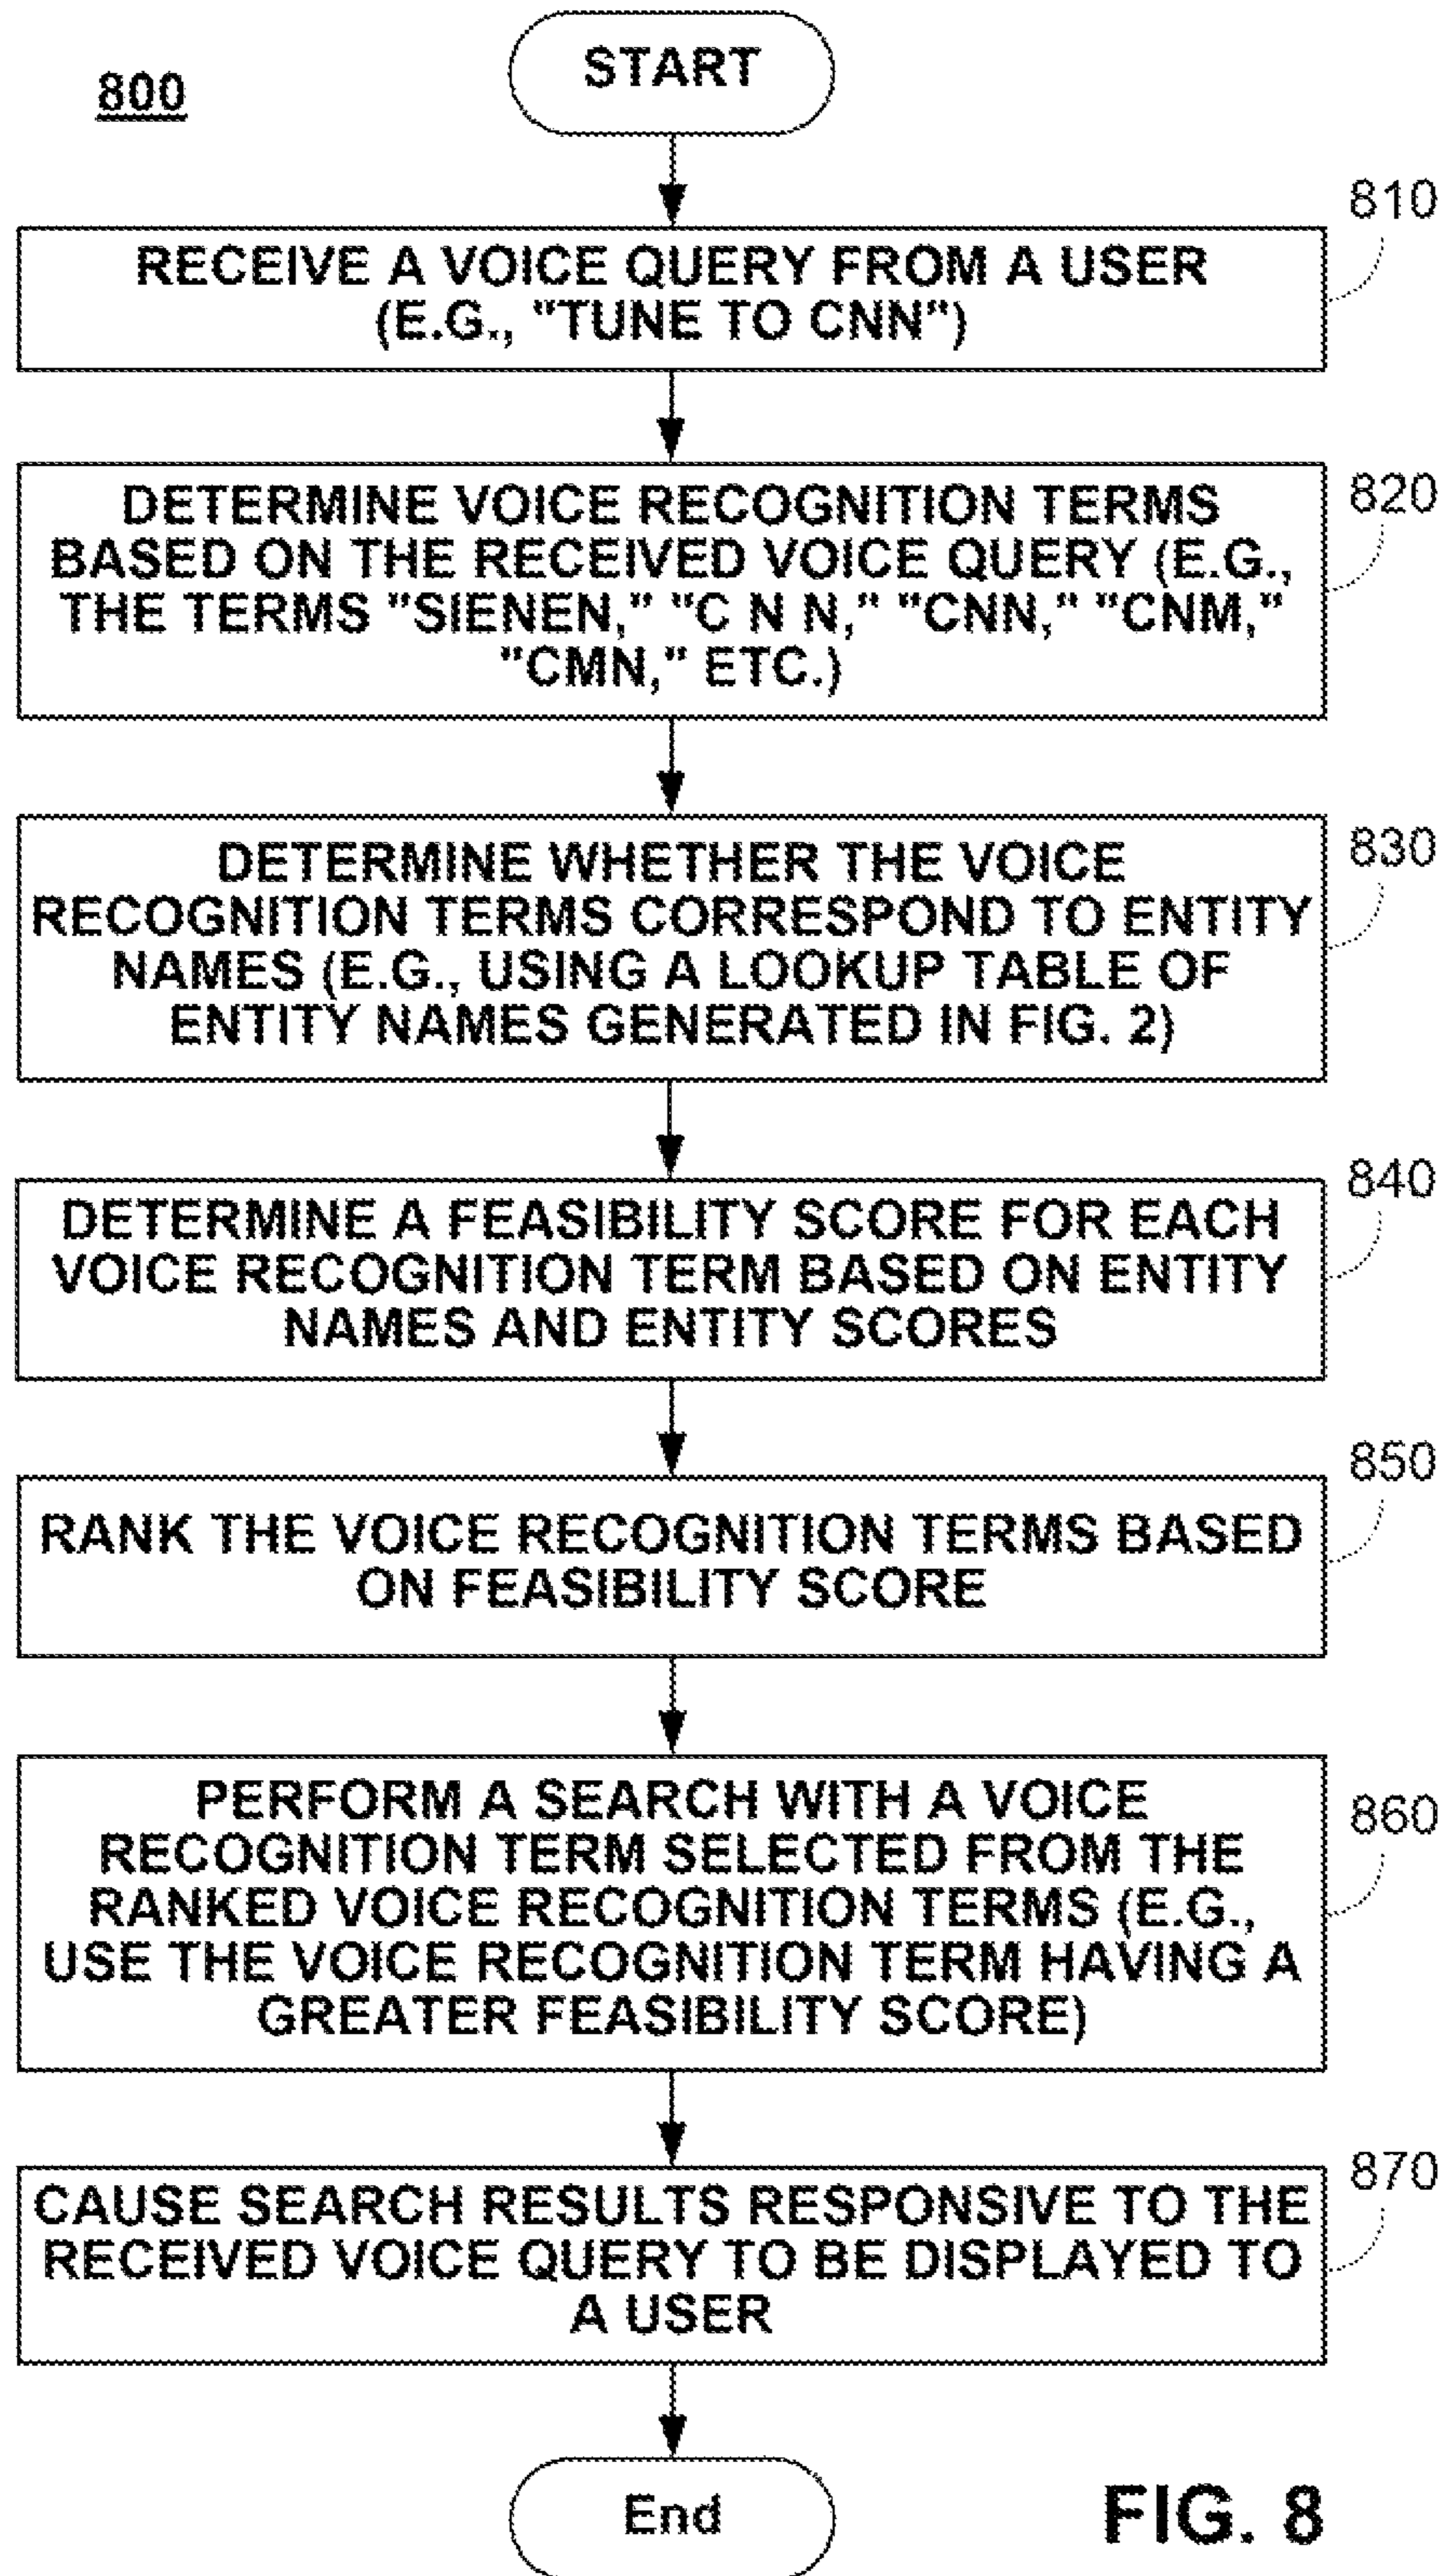 START
800
810
RECEIVE A VOICE QUERY FROM A USER
(E.G., "TUNE TO CNN")
820
DETERMINE VOICE RECOGNITION TERMS
BASED ON THE RECEIVED VOICE QUERY (E.G.,
THE TERMS "SIENEN," "C N N," "CNN," "CNM,"
"CMN," ETC.)
830
DETERMINE WHETHER THE VOICE
RECOGNITION TERMS CORRESPOND TO ENTITY
NAMES (E.G., USING A LOOKUP TABLE OF
ENTITY NAMES GENERATED IN FIG. 2)
840
DETERMINE A FEASIBILITY SCORE FOR EACH
VOICE RECOGNITION TERM BASED ON ENTITY
NAMES AND ENTITY SCORES
850
RANK THE VOICE RECOGNITION TERMS BASED
ON FEASIBILITY SCORE
860
PERFORM A SEARCH WITH A VOICE
RECOGNITION TERM SELECTED FROM THE
RANKED VOICE RECOGNITION TERMS (E.G.,
USE THE VOICE RECOGNITION TERM HAVING A
GREATER FEASIBILITY SCORE)
870
CAUSE SEARCH RESULTS RESPONSIVE TO THE
RECEIVED VOICE QUERY TO BE DISPLAYED TO
A USER
End
FIG. 8